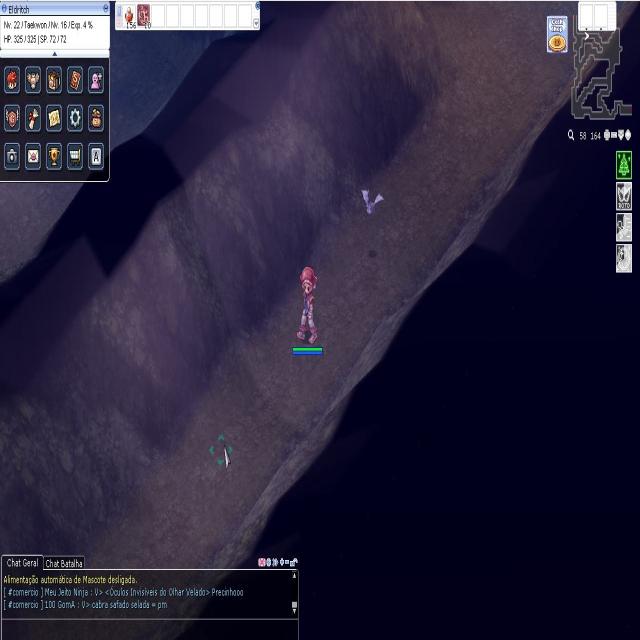 Eldritch
Nv. 22 / Taekwon / Nv. 16 / Exp. 4 %
HP. 325 / 325 | SP. 72 / 72
156 10
58 164
Chat Geral Chat Batalha
Alimentação automática de Mascote desligada.
[ #comercio ] Meu Jeito Ninja : V> <Óculos Invisíveis do Olhar Velado> Precinhooo
[ #comercio ] 100 GomA : V> cabra safado selada = pm